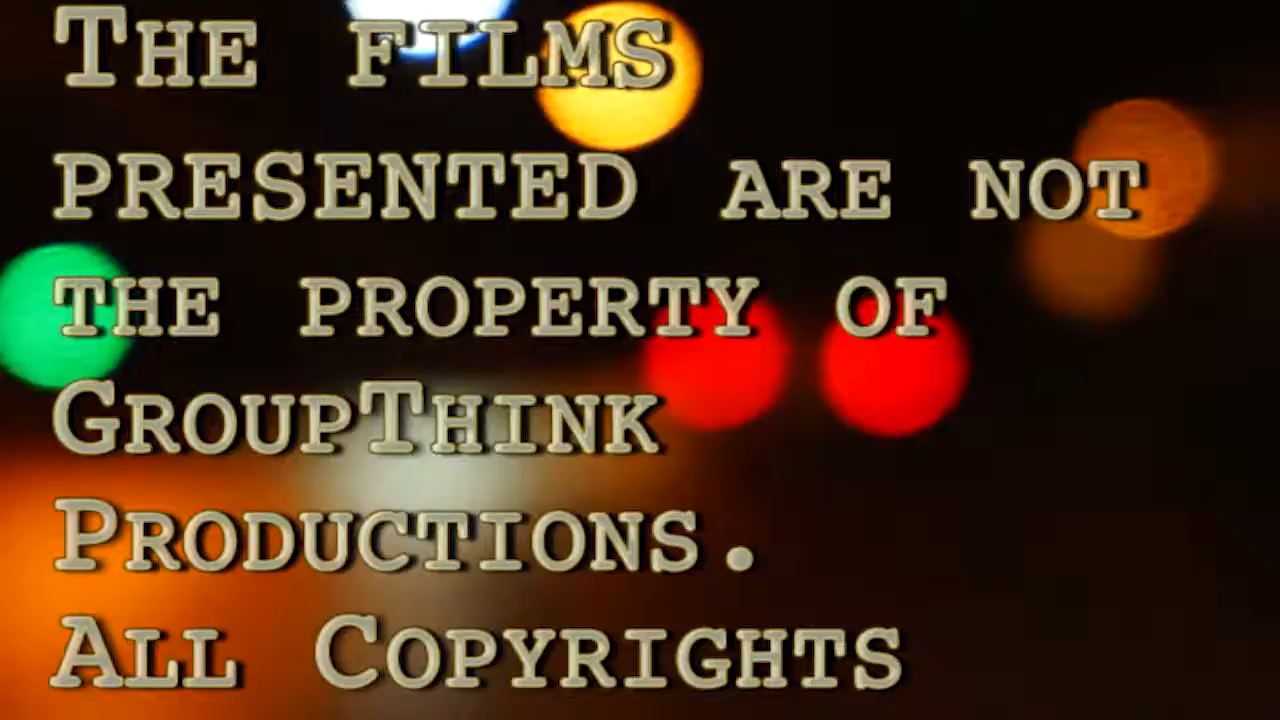 The films
presented are not
the property of
GroupThink
Productions.
All Copyrights